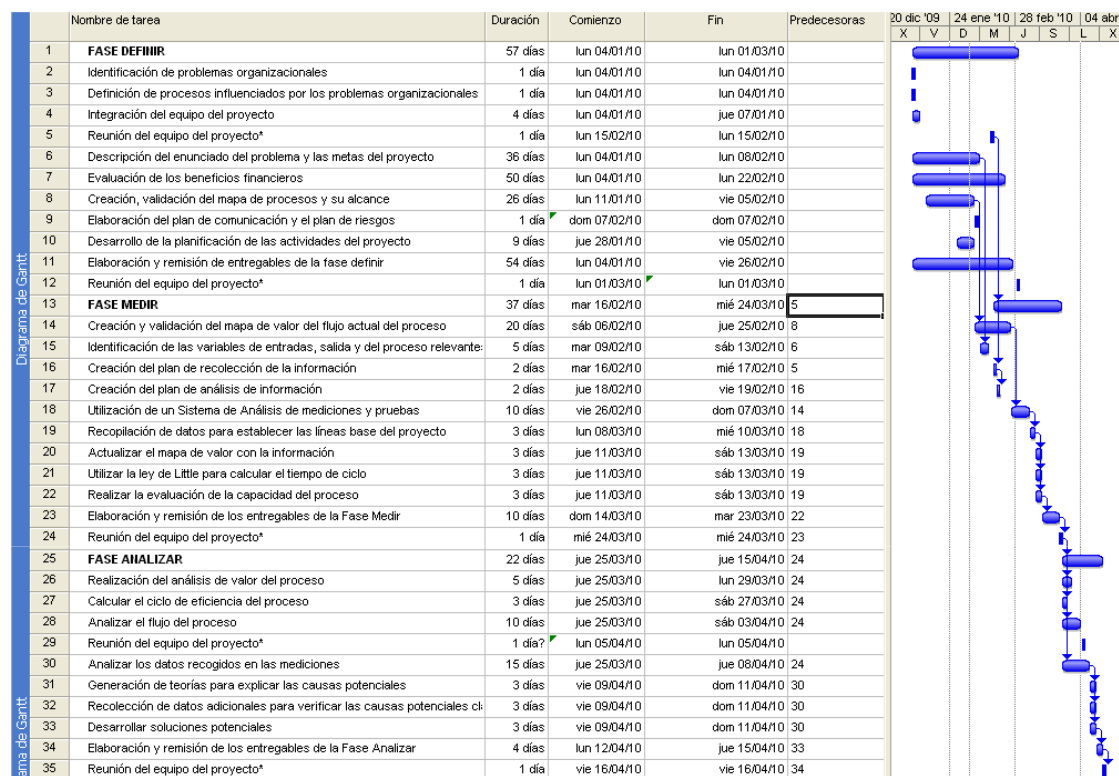 Nombre de tarea Duración Comienzo Fin Predecesoras 20 dic '09 24 ene '10 28 feb '10 04 abr
X V D M J S L X
1 FASE DEFINIR 57 días lun 04/01/10 lun 01/03/10
2 Identificación de problemas organizacionales 1 día lun 04/01/10 lun 04/01/10
3 Definición de procesos influenciados por los problemas organizacionales 1 día lun 04/01/10 lun 04/01/10
4 Integración del equipo del proyecto 4 días lun 04/01/10 jue 07/01/10
5 Reunión del equipo del proyecto* 1 día lun 15/02/10 lun 15/02/10
6 Descripción del enunciado del problema y las metas del proyecto 36 días lun 04/01/10 lun 08/02/10
7 Evaluación de los beneficios financieros 50 días lun 04/01/10 lun 22/02/10
8 Creación, validación del mapa de procesos y su alcance 26 días lun 11/01/10 vie 05/02/10
9 Elaboración del plan de comunicación y el plan de riesgos 1 día dom 07/02/10 dom 07/02/10
10 Desarrollo de la planificación de las actividades del proyecto 9 días jue 28/01/10 vie 05/02/10
11 Elaboración y remisión de entregables de la fase definir 54 días lun 04/01/10 vie 26/02/10
12 Reunión del equipo del proyecto* 1 día lun 01/03/10 lun 01/03/10
13 FASE MEDIR 37 días mar 16/02/10 mié 24/03/10 5
14 Creación y validación del mapa de valor del flujo actual del proceso 20 días sáb 06/02/10 jue 25/02/10 8
15 Identificación de las variables de entradas, salida y del proceso relevante: 5 días mar 09/02/10 sáb 13/02/10 6
16 Creación del plan de recolección de la información 2 días mar 16/02/10 mié 17/02/10 5
17 Creación del plan de análisis de información 2 días jue 18/02/10 vie 19/02/10 16
18 Utilización de un Sistema de Análisis de mediciones y pruebas 10 días vie 26/02/10 dom 07/03/10 14
19 Recopilación de datos para establecer las líneas base del proyecto 3 días lun 08/03/10 mié 10/03/10 18
20 Actualizar el mapa de valor con la información 3 días jue 11/03/10 sáb 13/03/10 19
21 Utilizar la ley de Little para calcular el tiempo de ciclo 3 días jue 11/03/10 sáb 13/03/10 19
22 Realizar la evaluación de la capacidad del proceso 3 días jue 11/03/10 sáb 13/03/10 19
23 Elaboración y remisión de los entregables de la Fase Medir 10 días dom 14/03/10 mar 23/03/10 22
24 Reunión del equipo del proyecto* 1 día mié 24/03/10 mié 24/03/10 23
25 FASE ANALIZAR 22 días jue 25/03/10 jue 15/04/10 24
26 Realización del análisis de valor del proceso 5 días jue 25/03/10 lun 29/03/10 24
27 Calcular el ciclo de eficiencia del proceso 3 días jue 25/03/10 sáb 27/03/10 24
28 Analizar el flujo del proceso 10 días jue 25/03/10 sáb 03/04/10 24
29 Reunión del equipo del proyecto* 1 día? lun 05/04/10 lun 05/04/10
30 Analizar los datos recogidos en las mediciones 15 días jue 25/03/10 jue 08/04/10 24
31 Generación de teorías para explicar las causas potenciales 3 días vie 09/04/10 dom 11/04/10 30
32 Recolección de datos adicionales para verificar las causas potenciales cl 3 días vie 09/04/10 dom 11/04/10 30
33 Desarrollar soluciones potenciales 3 días vie 09/04/10 dom 11/04/10 30
34 Elaboración y remisión de los entregables de la Fase Analizar 4 días lun 12/04/10 jue 15/04/10 33
35 Reunión del equipo del proyecto* 1 día vie 16/04/10 vie 16/04/10 34
Diagrama de Gantt
ama de Gantt